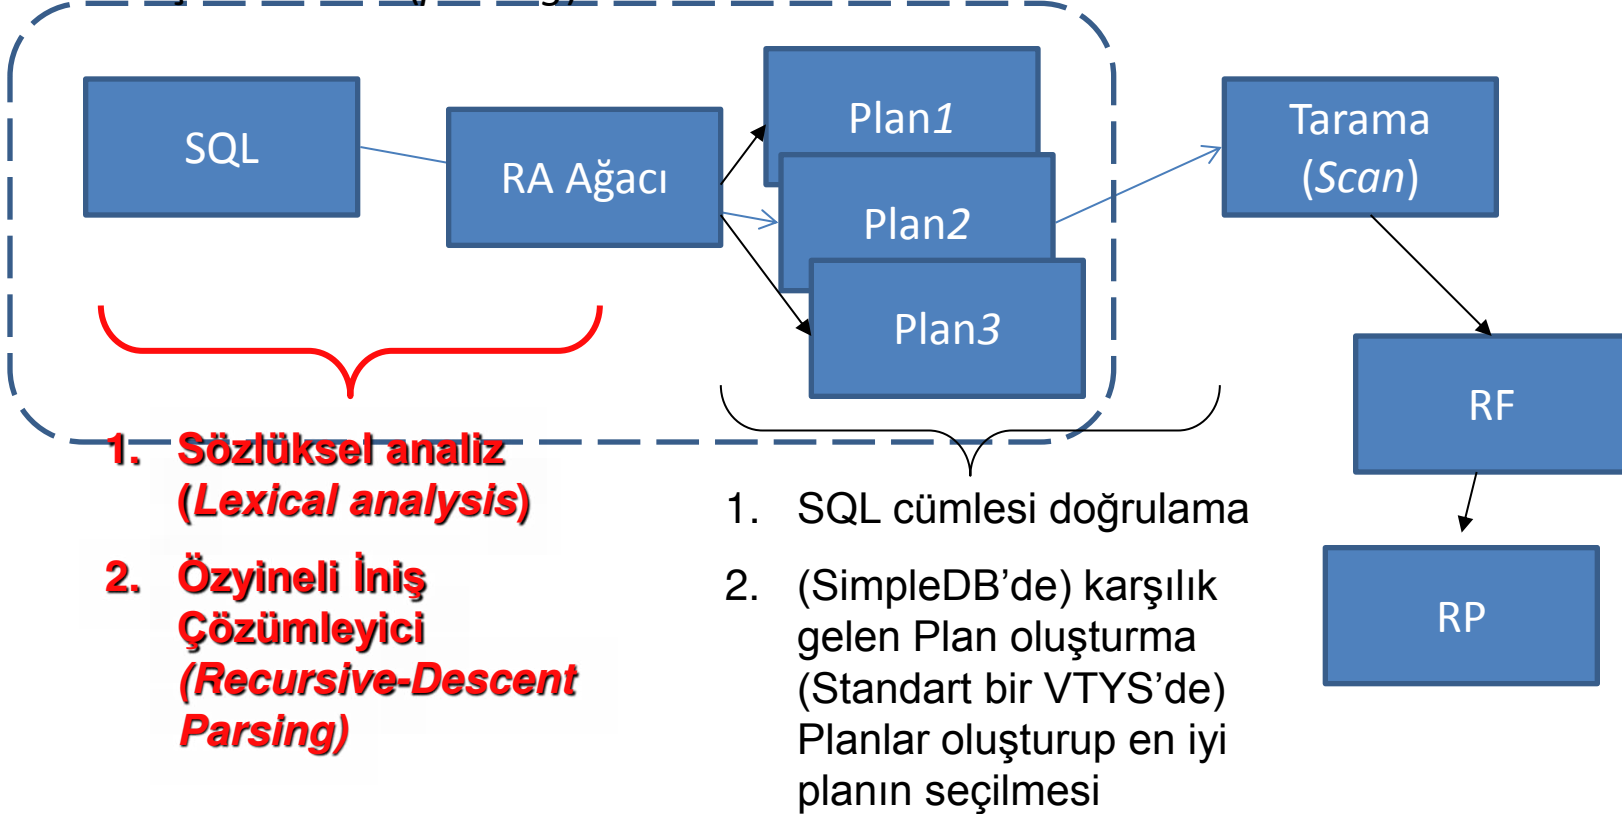 SQL
RA Ağacı
Plan1
Plan2
Plan3
Tarama
(Scan)
RF
RP
1. Sözlüksel analiz
(Lexical analysis)
2. Özyineli İniş
Çözümleyici
(Recursive-Descent
Parsing)
1. SQL cümlesi doğrulama
2. (SimpleDB’de) karşılık
gelen Plan oluşturma
(Standart bir VTYS’de)
Planlar oluşturup en iyi
planın seçilmesi